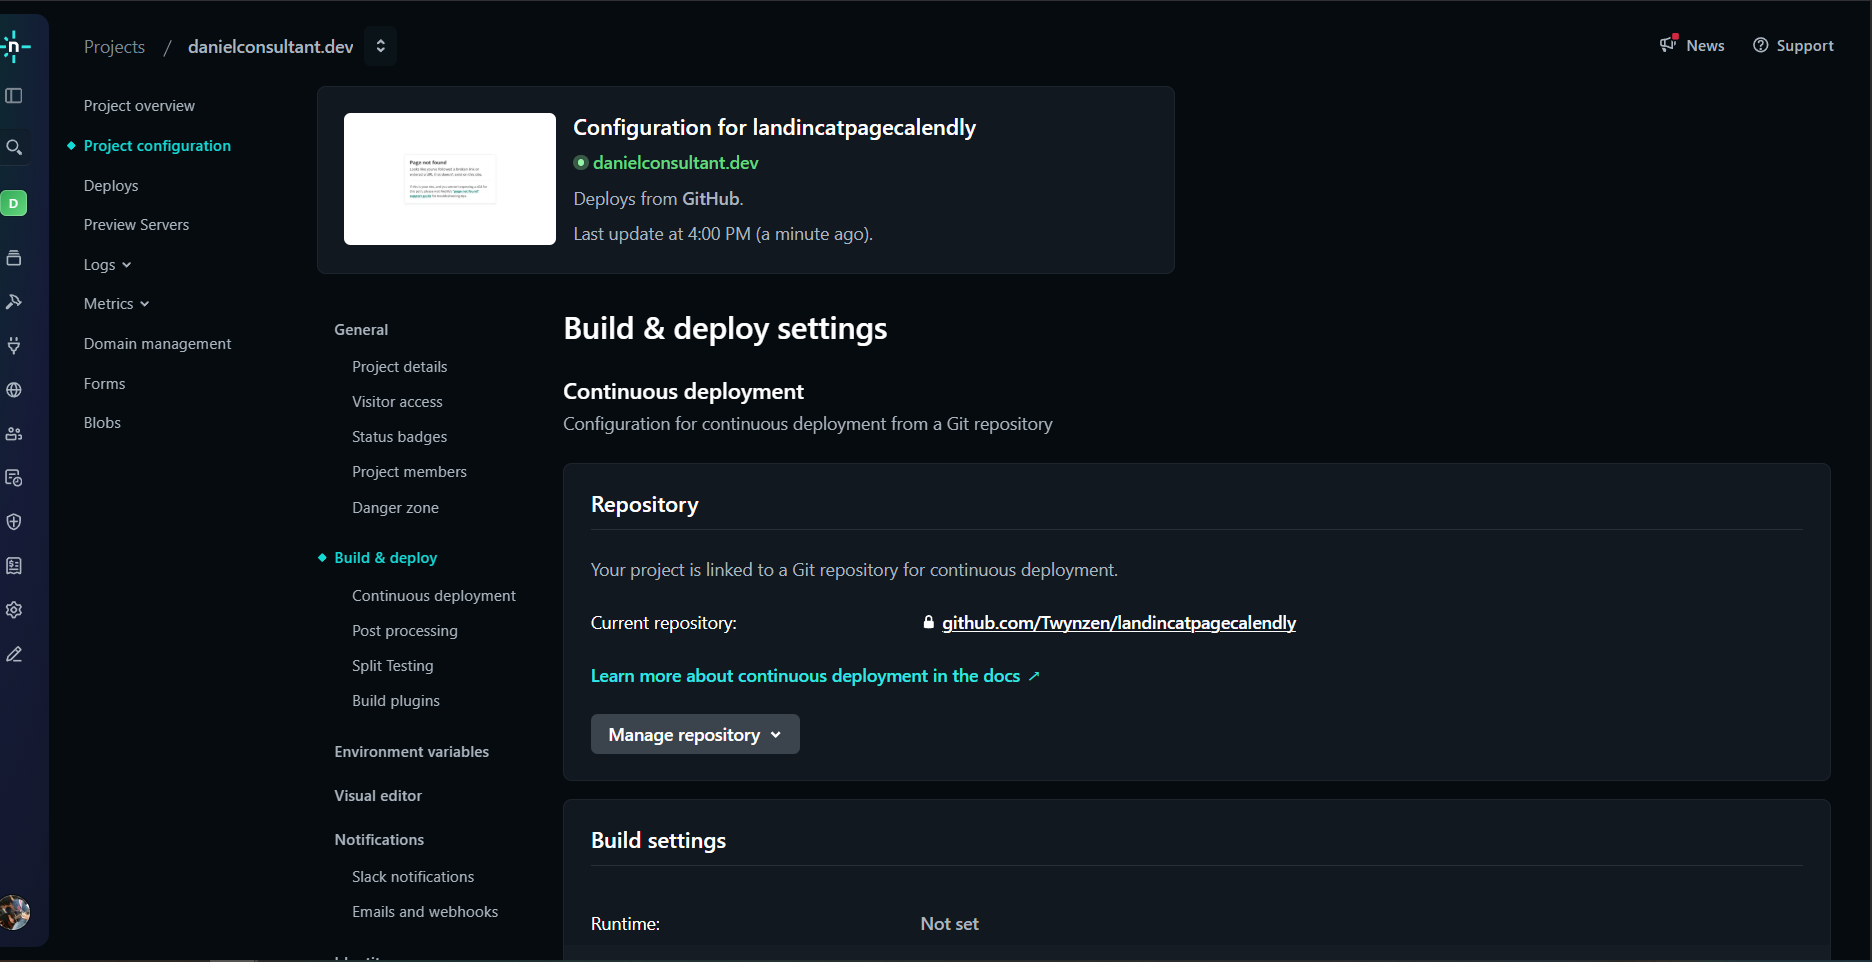 n
Projects / danielconsultant.dev
News
Support
D
Project overview
Project configuration
Deploys
Preview Servers
Logs
Metrics
Domain management
Forms
Blobs
Page not found
Configuration for landincatpagecalendly
danielconsultant.dev
Deploys from GitHub.
Last update at 4:00 PM (a minute ago).
General
Project details
Visitor access
Status badges
Project members
Danger zone
Build & deploy
Continuous deployment
Post processing
Split Testing
Build plugins
Environment variables
Visual editor
Notifications
Slack notifications
Emails and webhooks
Build & deploy settings
Continuous deployment
Configuration for continuous deployment from a Git repository
Repository
Your project is linked to a Git repository for continuous deployment.
Current repository: github.com/Twynzen/landincatpagecalendly
Learn more about continuous deployment in the docs ↗
Manage repository
Build settings
Runtime: Not set